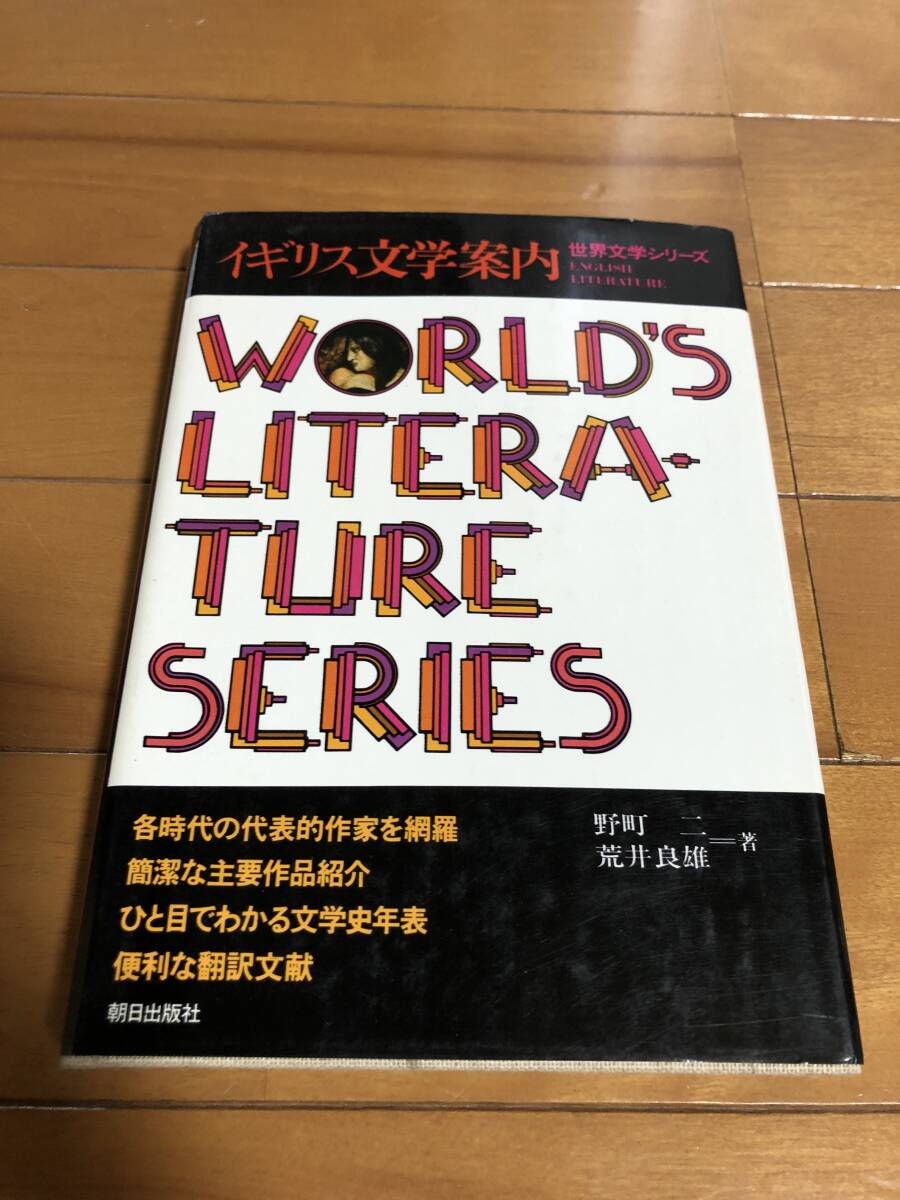 イギリス文学案内
世界文学シリーズ
ENGLISH
LITERATURE
WORLD'S
LITERA-
TURE
SERIES
各時代の代表的作家を網羅
簡潔な主要作品紹介
ひと目でわかる文学史年表
便利な翻訳文献
野町 二
荒井良雄＝著
朝日出版社